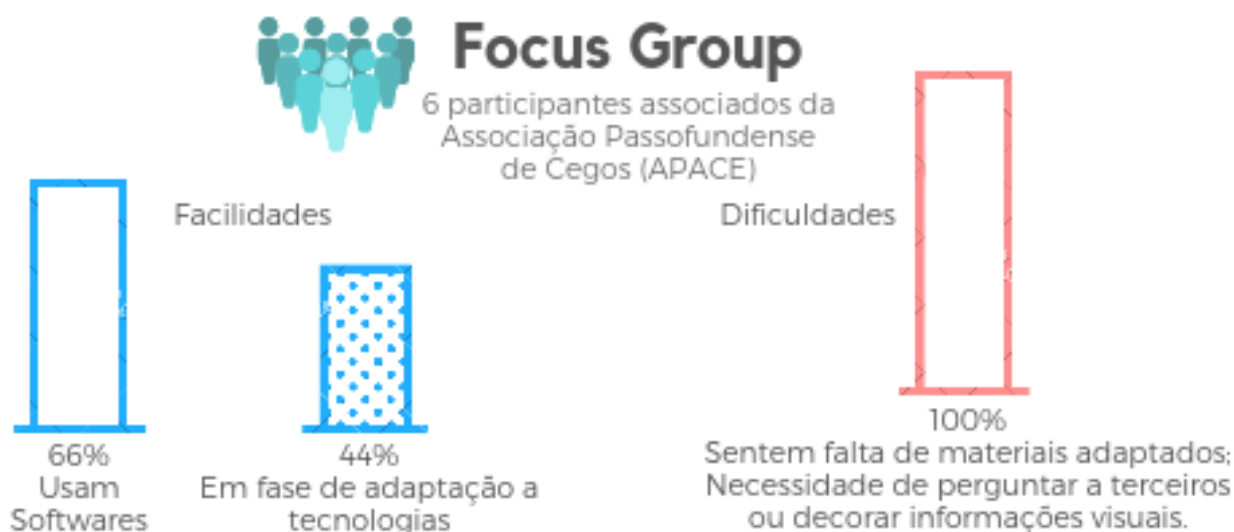 Focus Group
6 participantes associados da
Associação Passofundense
de Cegos (APACE)
Facilidades
66%
Usam
Softwares
44%
Em fase de adaptação a
tecnologias
Dificuldades
100%
Sentem falta de materiais adaptados;
Necessidade de perguntar a terceiros
ou decorar informações visuais.